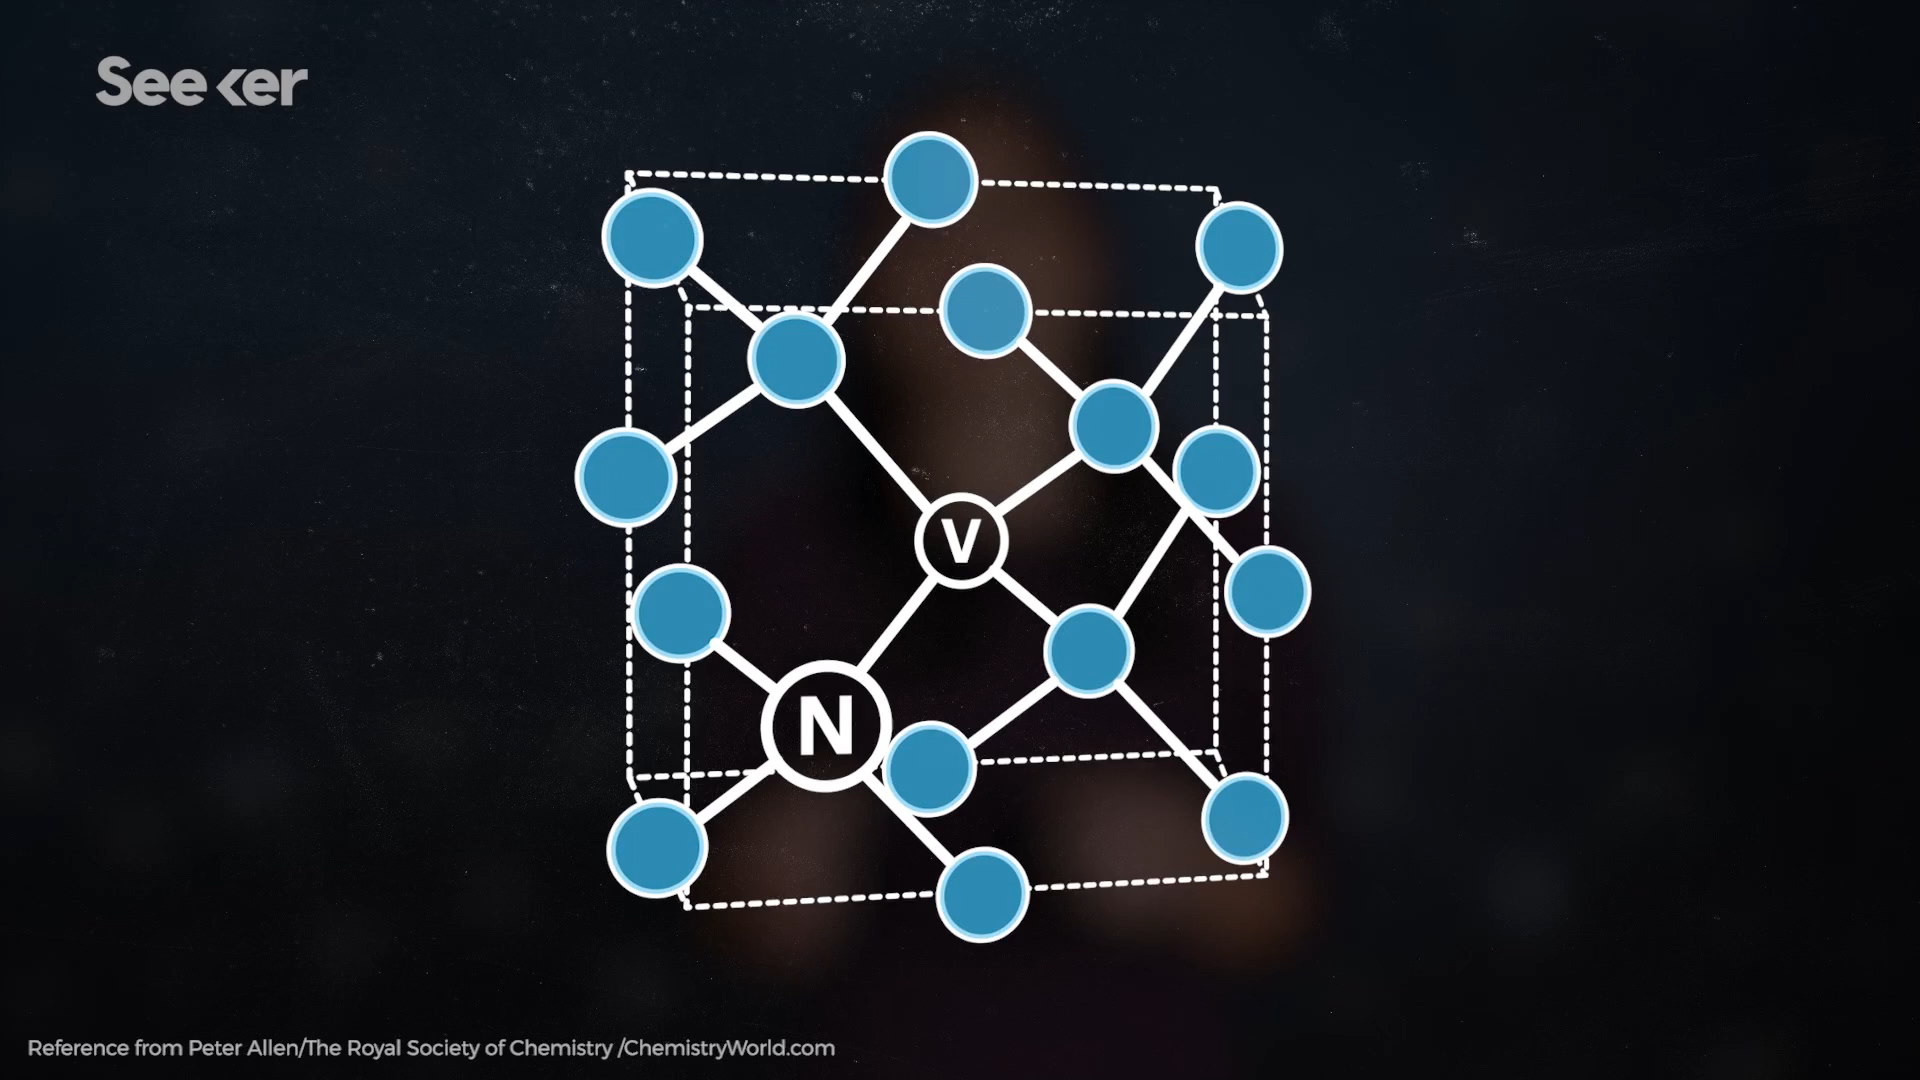 Seeker
V
N
Reference from Peter Allen/The Royal Society of Chemistry /ChemistryWorld.com